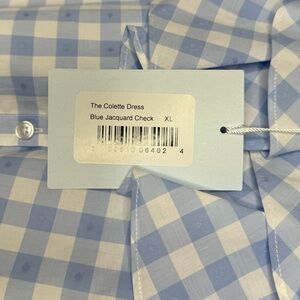 The Colette Dress
Blue Jacquard Check XL